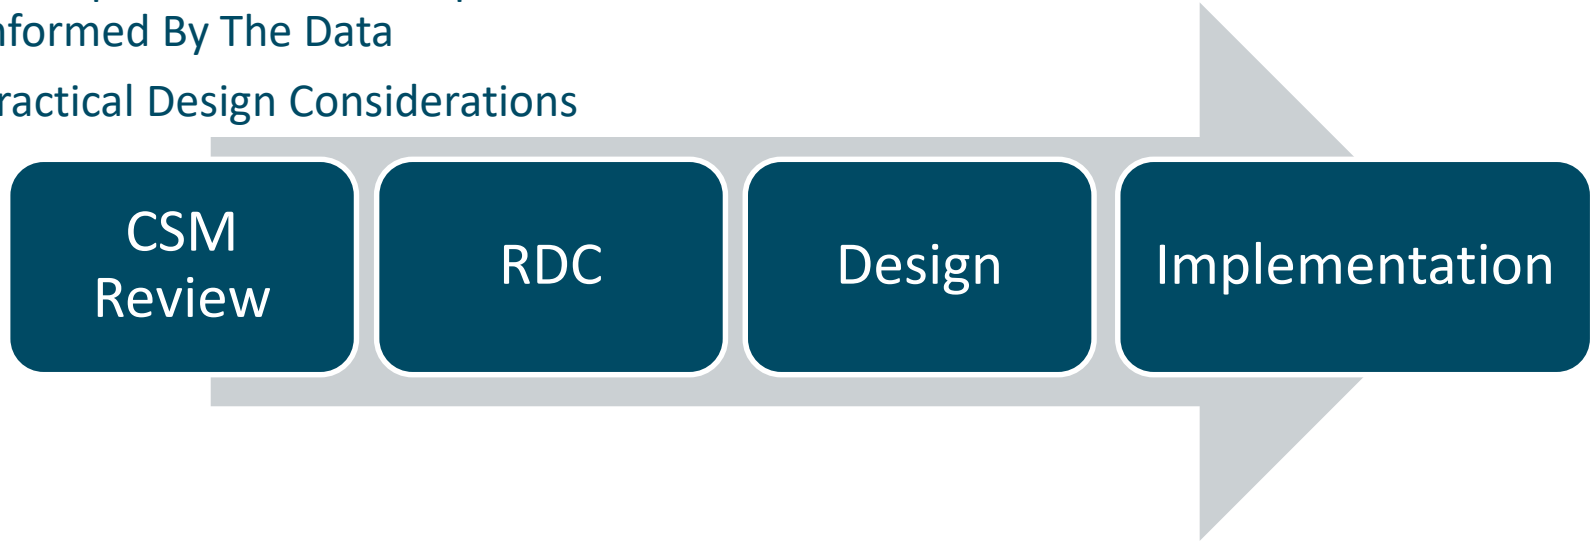 nformed By The Data
ractical Design Considerations
CSM
Review
RDC
Design
Implementation